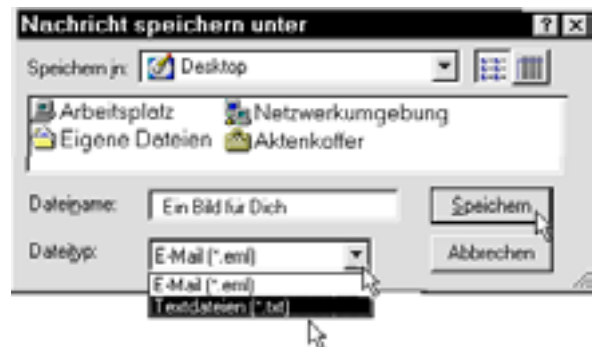 Nachricht speichern unter
Speichern in: Desktop
Arbeitsplatz Netzwerkumgebung
Eigene Dateien Aktenkoffer
Dateiname: Ein Bild für Dich Speichern
Dateityp: E-Mail (*.eml) Abbrechen
E-Mail (*.eml)
Textdateien (*.txt)